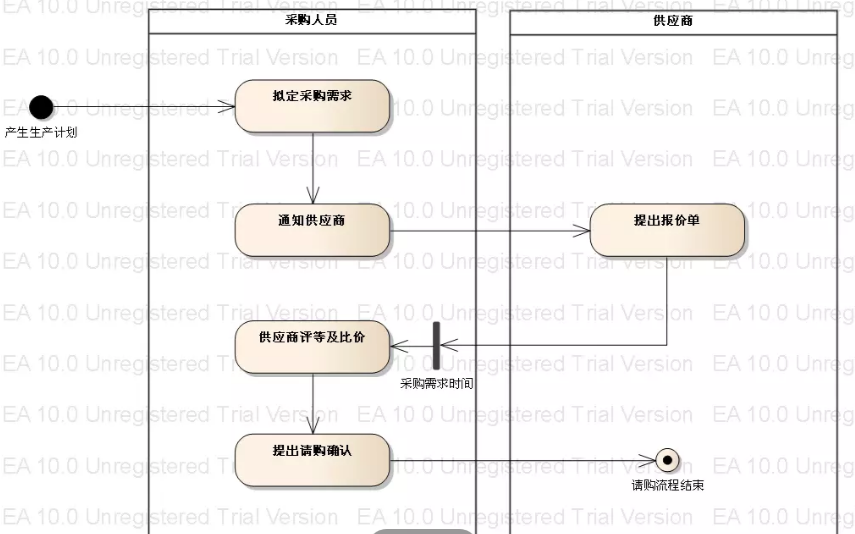 EA 10.0 Unregistered Trial Version
采购人员
供应商
拟定采购需求
产生生产计划
通知供应商
提出报价单
供应商评等及比价
采购需求时间
提出请购确认
请购流程结束